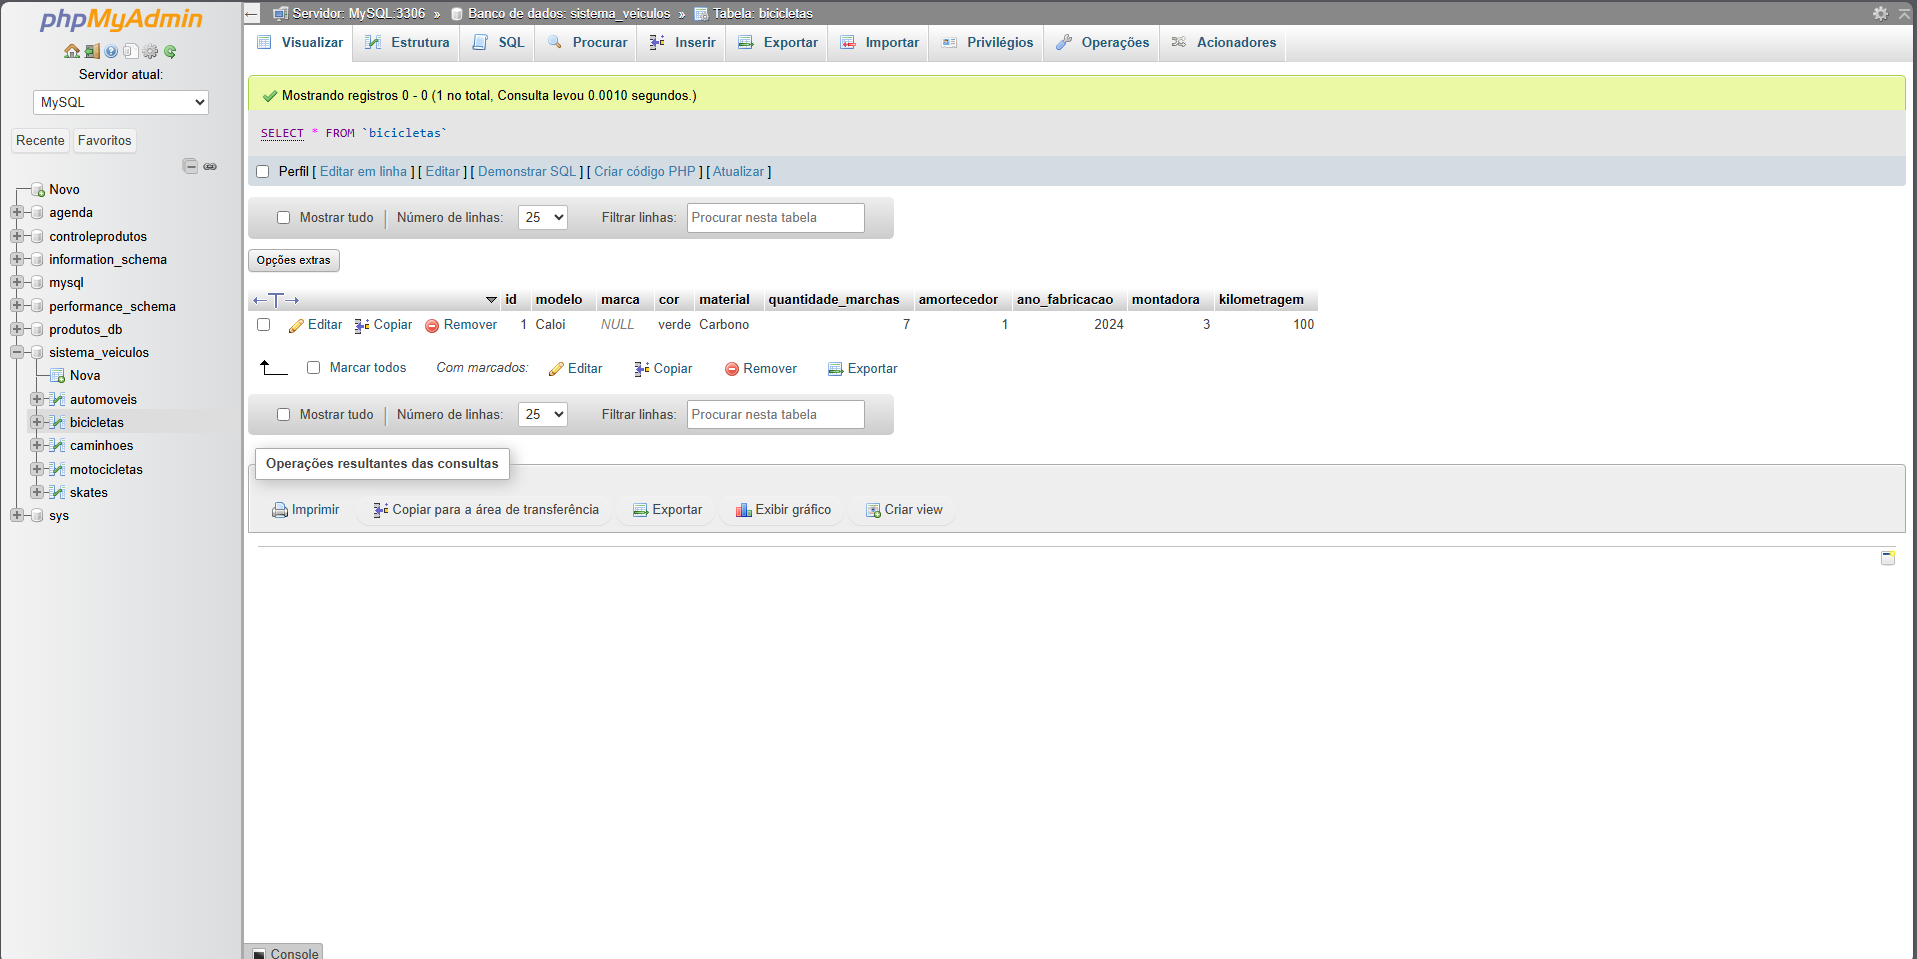 phpMyAdmin
Servidor atual:
MySQL
Recente Favoritos
Novo
agenda
controleprodutos
information_schema
mysql
performance_schema
produtos_db
sistema_veiculos
Nova
automoveis
bicicletas
caminhoes
motocicletas
skates
sys
Servidor: MySQL:3306 » Banco de dados: sistema_veiculos » Tabela: bicicletas
Visualizar Estrutura SQL Procurar Inserir Exportar Importar Privilégios Operações Acionadores
Mostrando registros 0 - 0 (1 no total, Consulta levou 0.0010 segundos.)
SELECT * FROM `bicicletas`
Perfil [ Editar em linha ] [ Editar ] [ Demonstrar SQL ] [ Criar código PHP ] [ Atualizar ]
Mostrar tudo Número de linhas: 25 Filtrar linhas: Procurar nesta tabela
Opções extras
←T→ id modelo marca cor material quantidade_marchas amortecedor ano_fabricacao montadora kilometragem
Editar Copiar Remover 1 Caloi NULL verde Carbono 7 1 2024 3 100
Marcar todos Com marcados: Editar Copiar Remover Exportar
Mostrar tudo Número de linhas: 25 Filtrar linhas: Procurar nesta tabela
Operações resultantes das consultas
Imprimir Copiar para a área de transferência Exportar Exibir gráfico Criar view
Console